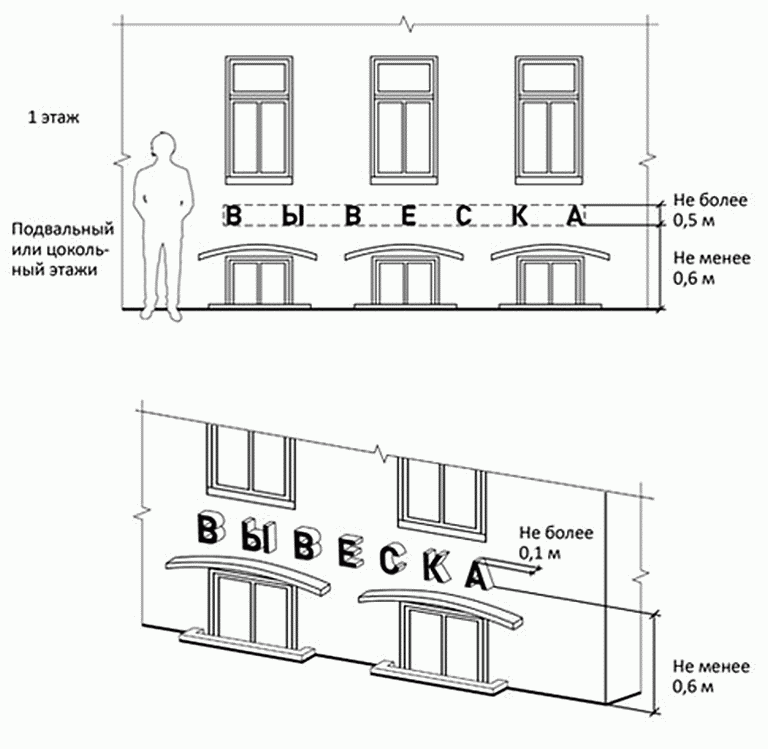 1 этаж
Подвальный
или цоколь-
ный этажи
В Ы В Е С К А
Не более
0,5 м
Не менее
0,6 м
ВЫВЕСКА
Не более
0,1 м
Не менее
0,6 м